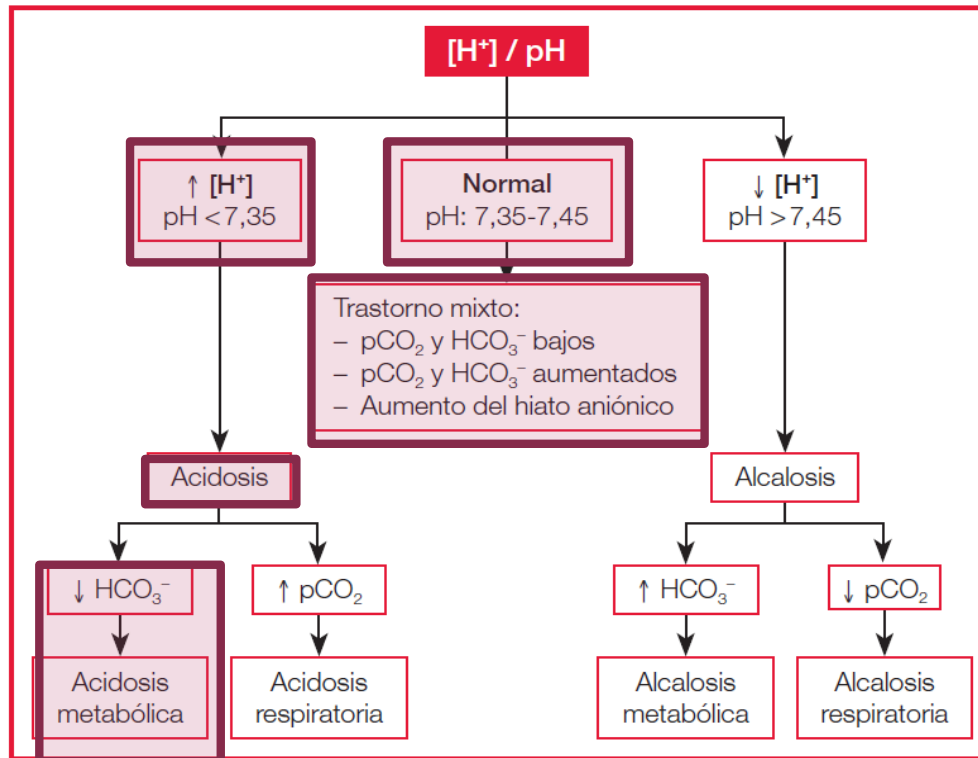 [H⁺] / pH
↑ [H⁺]
pH <7,35
Normal
pH: 7,35-7,45
↓ [H⁺]
pH >7,45
Trastorno mixto:
– pCO₂ y HCO₃⁻ bajos
– pCO₂ y HCO₃⁻ aumentados
– Aumento del hiato aniónico
Acidosis
Alcalosis
↓ HCO₃⁻
↑ pCO₂
↑ HCO₃⁻
↓ pCO₂
Acidosis
metabólica
Acidosis
respiratoria
Alcalosis
metabólica
Alcalosis
respiratoria